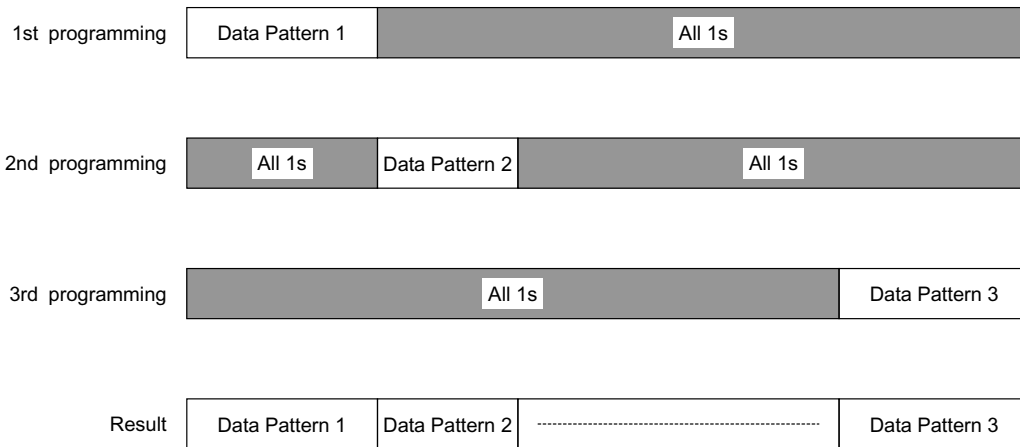 1st programming Data Pattern 1 All 1s
2nd programming All 1s Data Pattern 2 All 1s
3rd programming All 1s Data Pattern 3
Result Data Pattern 1 Data Pattern 2 Data Pattern 3